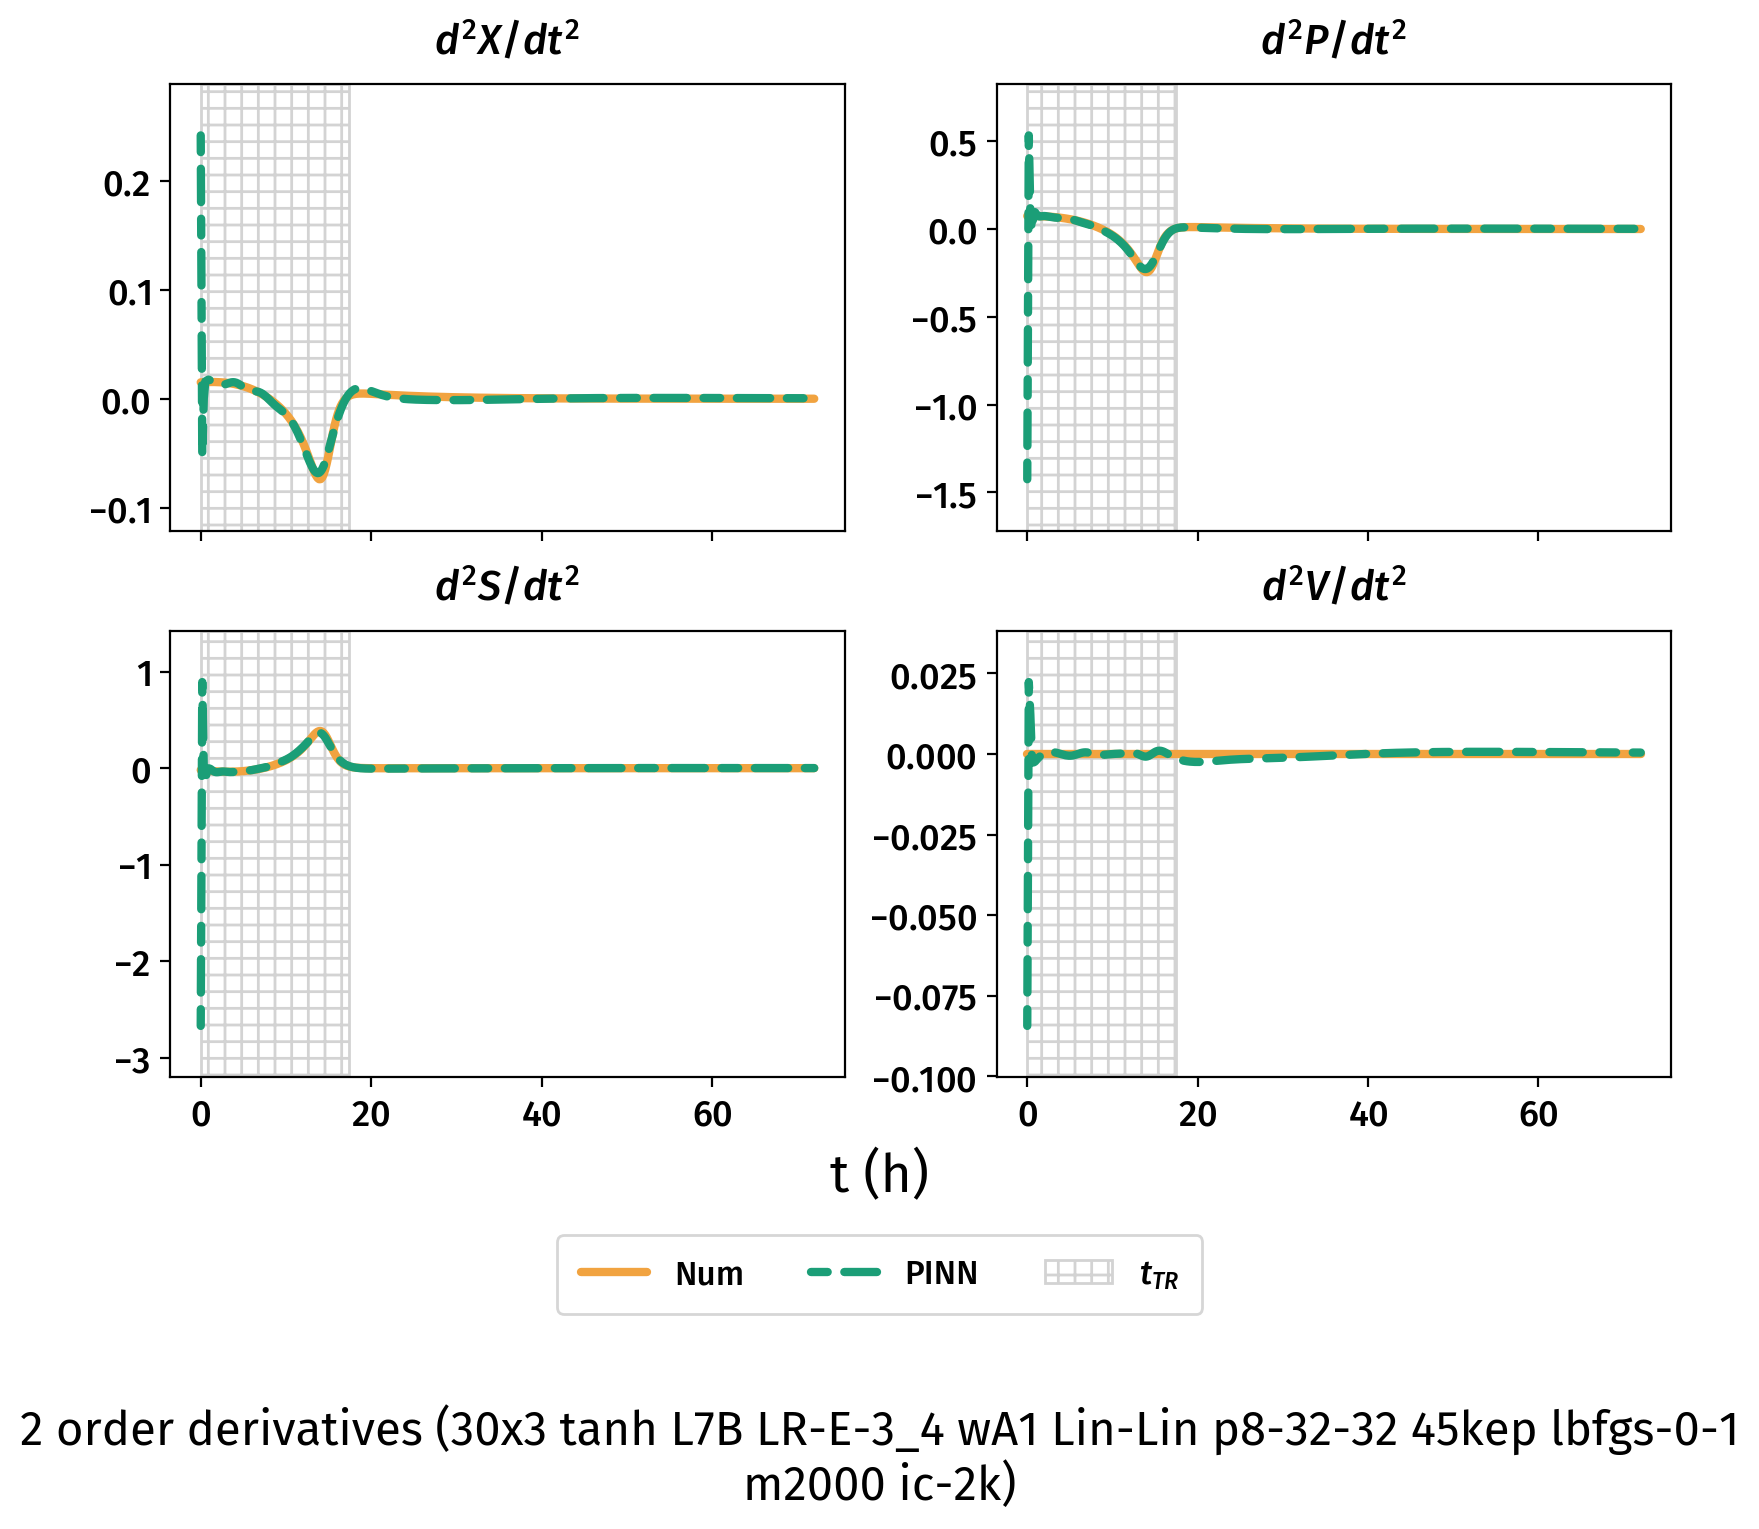 d²X/dt²
d²P/dt²
0.2
0.1
0.0
−0.1
0.5
0.0
−0.5
−1.0
−1.5
d²S/dt²
d²V/dt²
1
0
−1
−2
−3
0.025
0.000
−0.025
−0.050
−0.075
−0.100
0 20 40 60
0 20 40 60
t (h)
Num PINN t_TR
2 order derivatives (30x3 tanh L7B LR-E-3_4 wA1 Lin-Lin p8-32-32 45kep lbfgs-0-1
m2000 ic-2k)